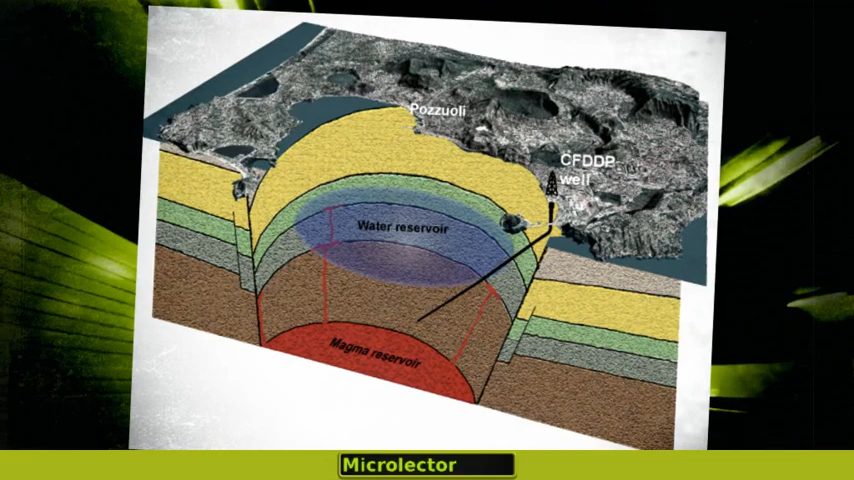 Pozzuoli
CFDDP
well
Water reservoir
Magma reservoir
Microlector